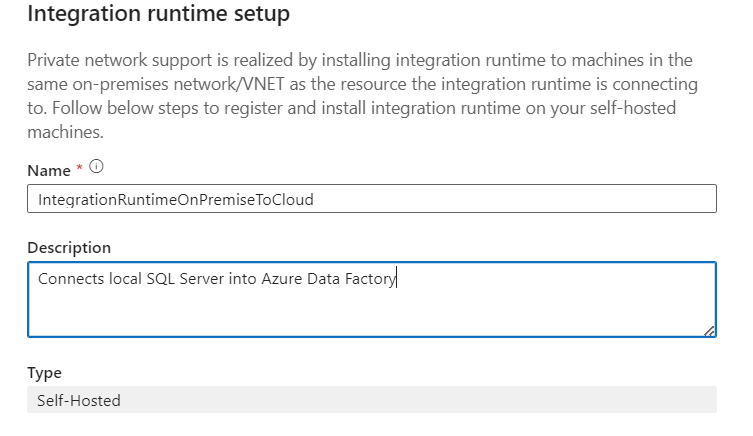 Integration runtime setup
Private network support is realized by installing integration runtime to machines in the
same on-premises network/VNET as the resource the integration runtime is connecting
to. Follow below steps to register and install integration runtime on your self-hosted
machines.
Name *
IntegrationRuntimeOnPremiseToCloud
Description
Connects local SQL Server into Azure Data Factory
Type
Self-Hosted